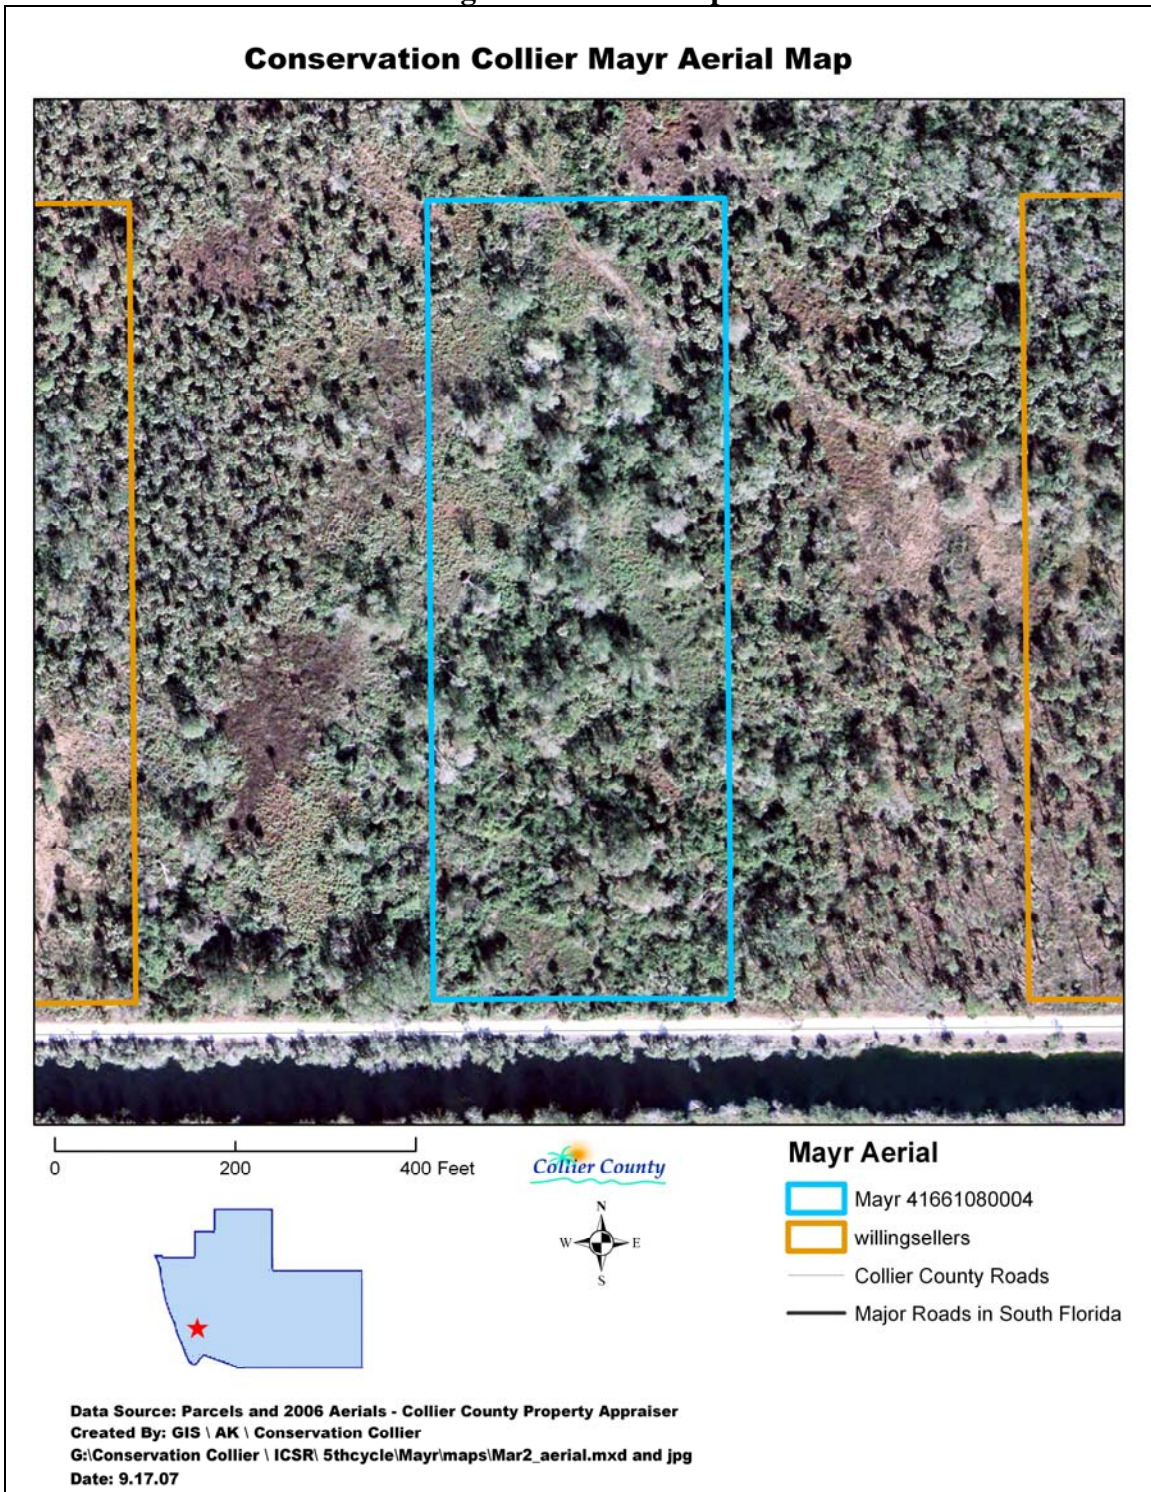 Conservation Collier Mayr Aerial Map
0 200 400 Feet
Collier County
N
W E
S
Mayr Aerial
Mayr 41661080004
willingsellers
Collier County Roads
Major Roads in South Florida
Data Source: Parcels and 2006 Aerials - Collier County Property Appraiser
Created By: GIS \ AK \ Conservation Collier
G:\Conservation Collier \ ICSR\ 5thcycle\Mayr\maps\Mar2_aerial.mxd and jpg
Date: 9.17.07